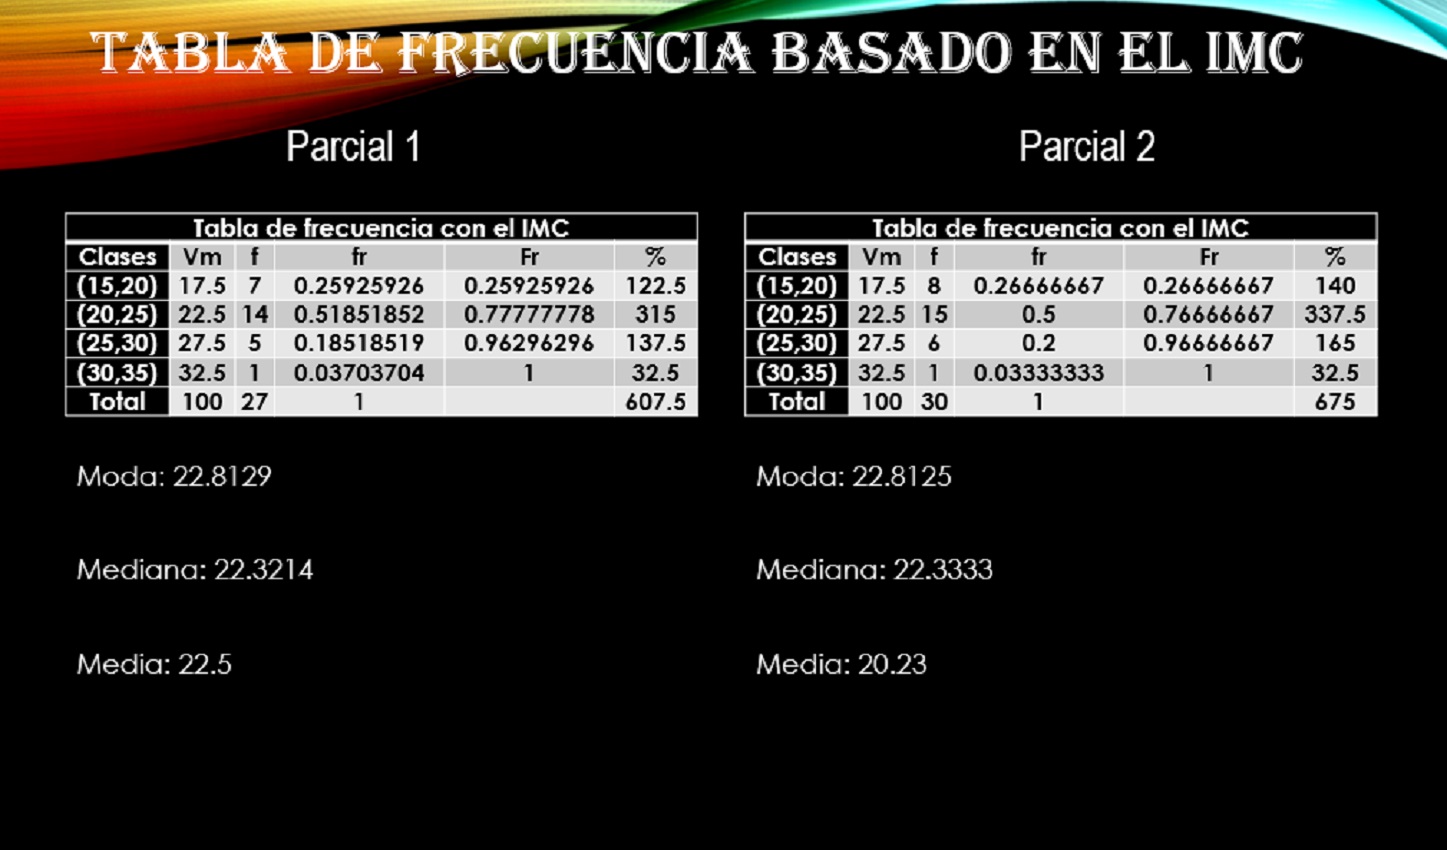 TABLA DE FRECUENCIA BASADO EN EL IMC
Parcial 1
Tabla de frecuencia con el IMC
Clases Vm f fr Fr %
(15,20) 17.5 7 0.25925926 0.25925926 122.5
(20,25) 22.5 14 0.51851852 0.77777778 315
(25,30) 27.5 5 0.18518519 0.96296296 137.5
(30,35) 32.5 1 0.03703704 1 32.5
Total 100 27 1 607.5
Moda: 22.8129
Mediana: 22.3214
Media: 22.5
Parcial 2
Tabla de frecuencia con el IMC
Clases Vm f fr Fr %
(15,20) 17.5 8 0.26666667 0.26666667 140
(20,25) 22.5 15 0.5 0.76666667 337.5
(25,30) 27.5 6 0.2 0.96666667 165
(30,35) 32.5 1 0.03333333 1 32.5
Total 100 30 1 675
Moda: 22.8125
Mediana: 22.3333
Media: 20.23